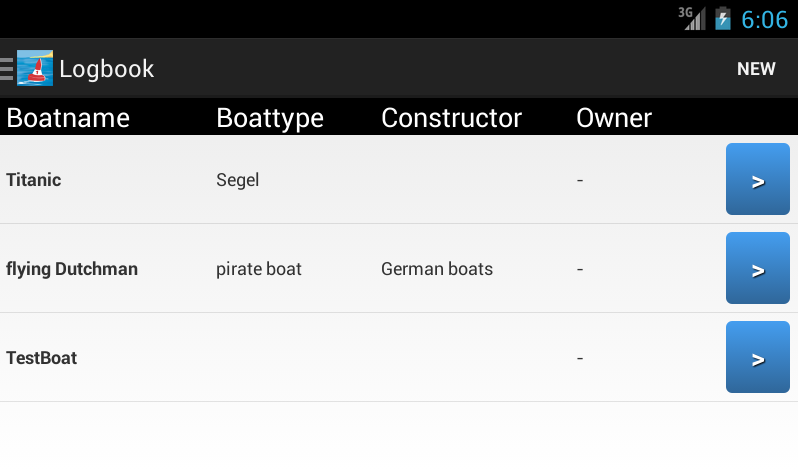 3G 6:06
Logbook NEW
Boatname Boattype Constructor Owner
Titanic Segel - >
flying Dutchman pirate boat German boats - >
TestBoat - >